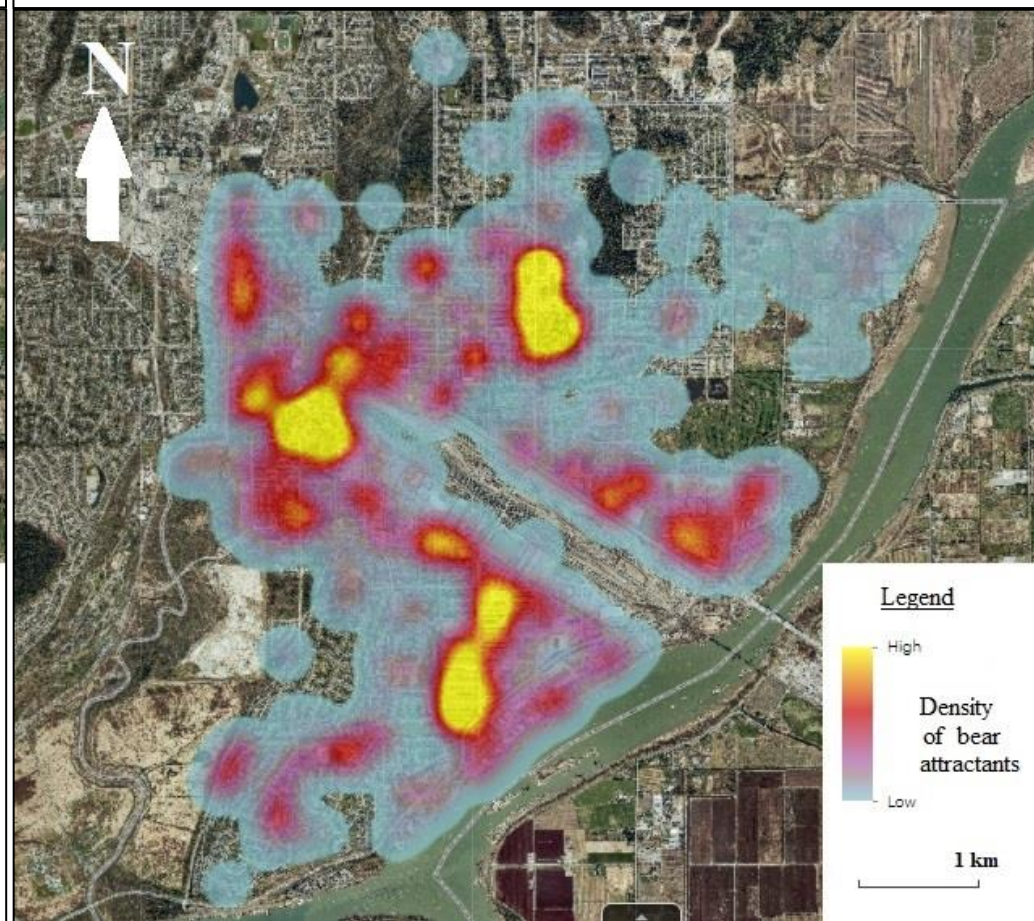 N
Legend
High
Density
of bear
attractants
Low
1 km